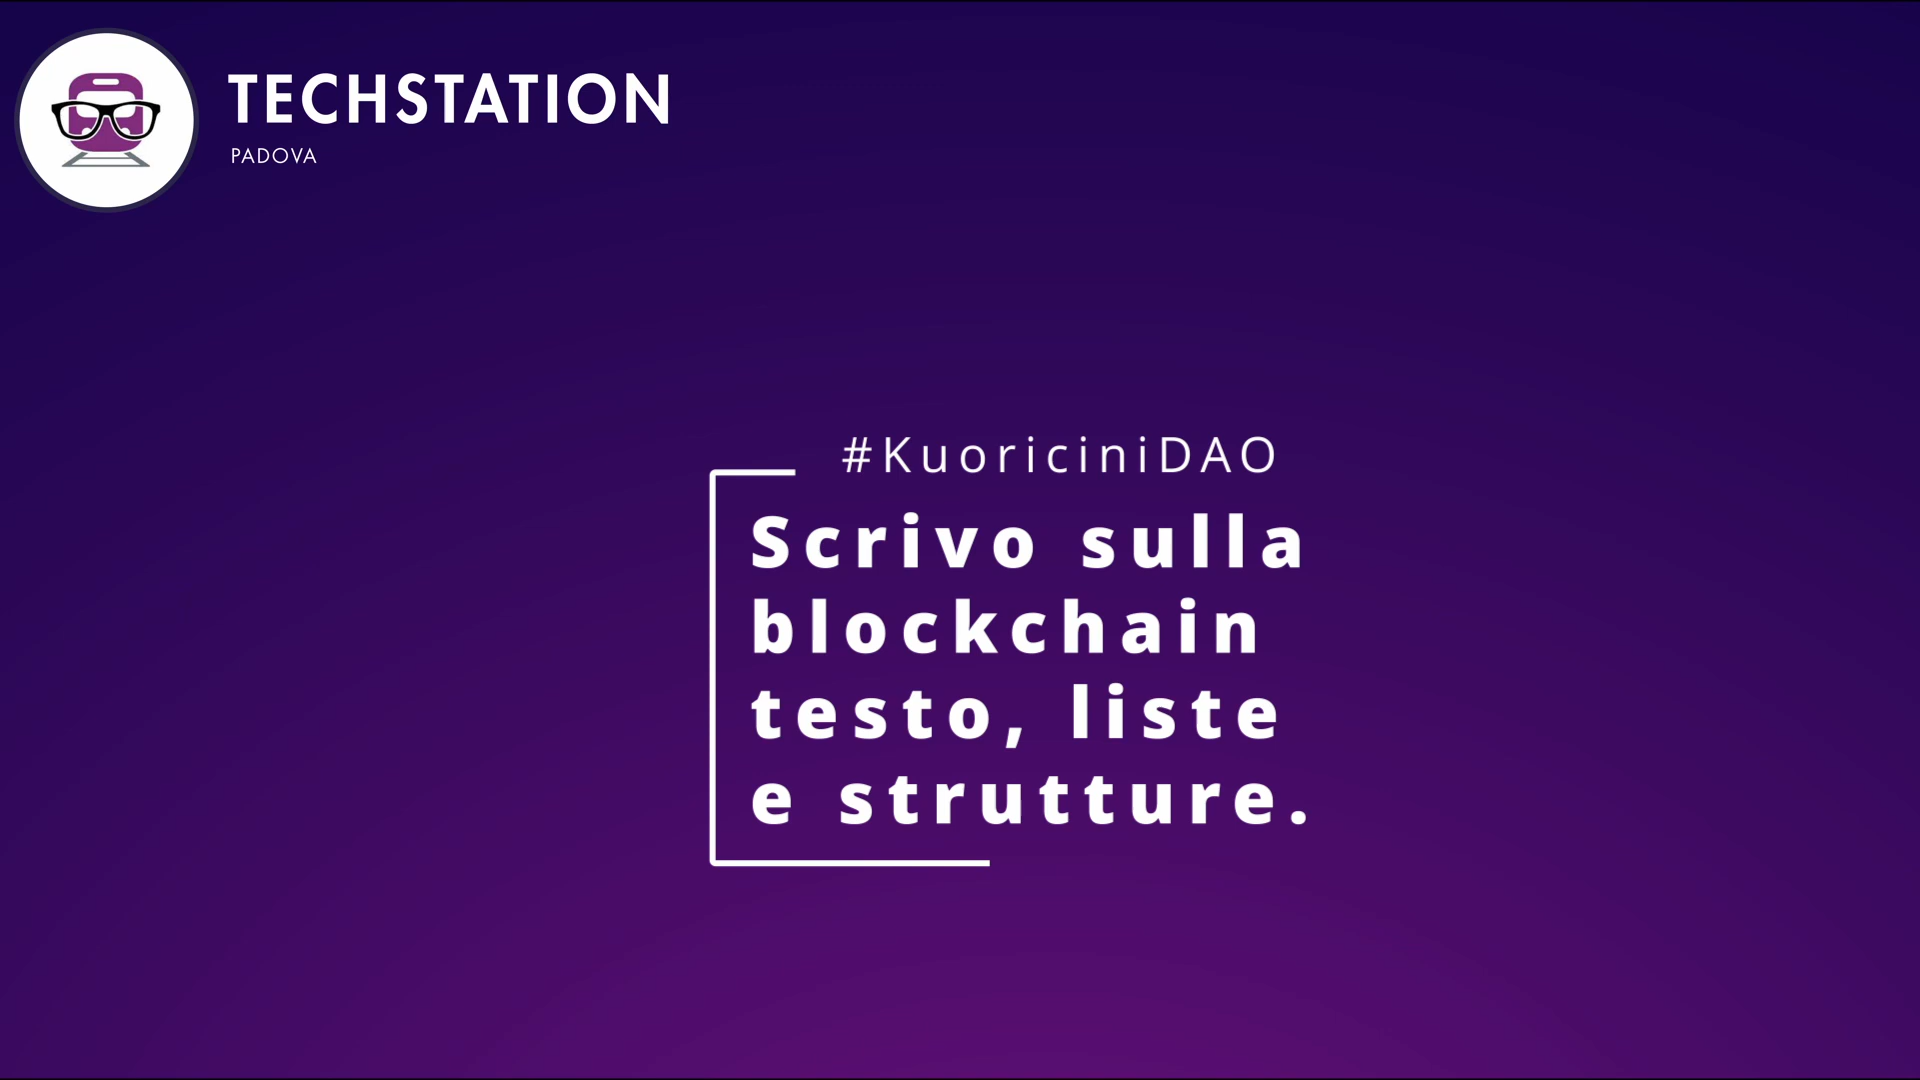 TECHSTATION
PADOVA
#KuoriciniDAO
Scrivo sulla
blockchain
testo, liste
e strutture.